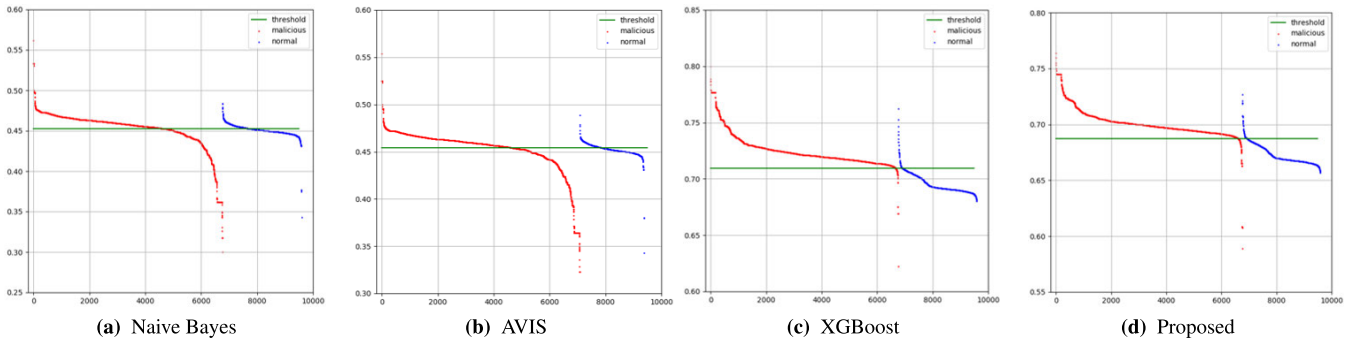 0.60
0.55
0.50
0.45
0.40
0.35
0.30
0.25
0 2000 4000 6000 8000 10000
threshold
malicious
normal
(a) Naive Bayes
0.60
0.55
0.50
0.45
0.40
0.35
0.30
0 2000 4000 6000 8000 10000
threshold
malicious
normal
(b) AVIS
0.85
0.80
0.75
0.70
0.65
0.60
0 2000 4000 6000 8000 10000
threshold
malicious
normal
(c) XGBoost
0.80
0.75
0.70
0.65
0.60
0.55
0 2000 4000 6000 8000 10000
threshold
malicious
normal
(d) Proposed